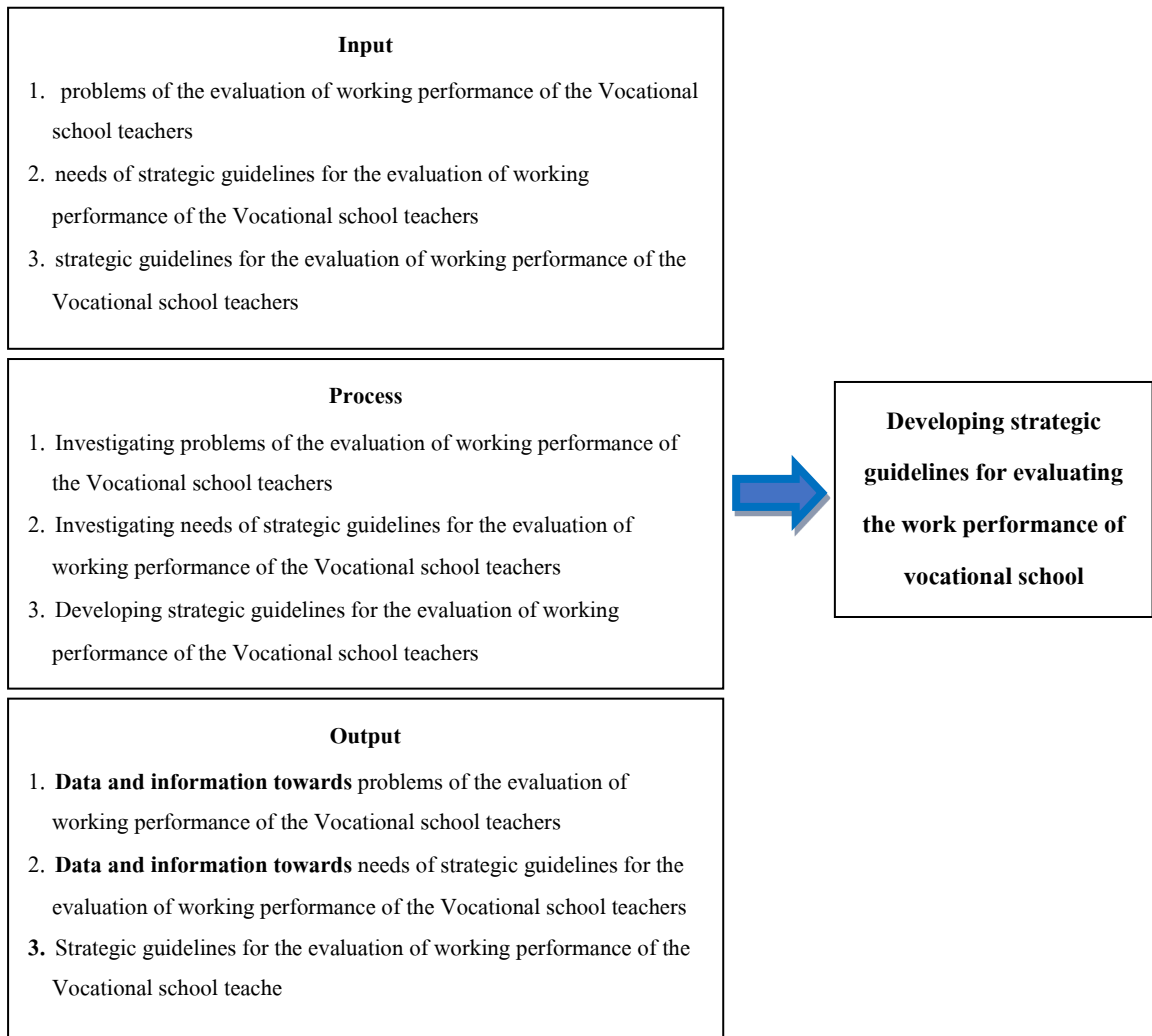 Input
1. problems of the evaluation of working performance of the Vocational
school teachers
2. needs of strategic guidelines for the evaluation of working
performance of the Vocational school teachers
3. strategic guidelines for the evaluation of working performance of the
Vocational school teachers
Process
1. Investigating problems of the evaluation of working performance of
the Vocational school teachers
2. Investigating needs of strategic guidelines for the evaluation of
working performance of the Vocational school teachers
3. Developing strategic guidelines for the evaluation of working
performance of the Vocational school teachers
Output
1. Data and information towards problems of the evaluation of
working performance of the Vocational school teachers
2. Data and information towards needs of strategic guidelines for the
evaluation of working performance of the Vocational school teachers
3. Strategic guidelines for the evaluation of working performance of the
Vocational school teache
Developing strategic
guidelines for evaluating
the work performance of
vocational school